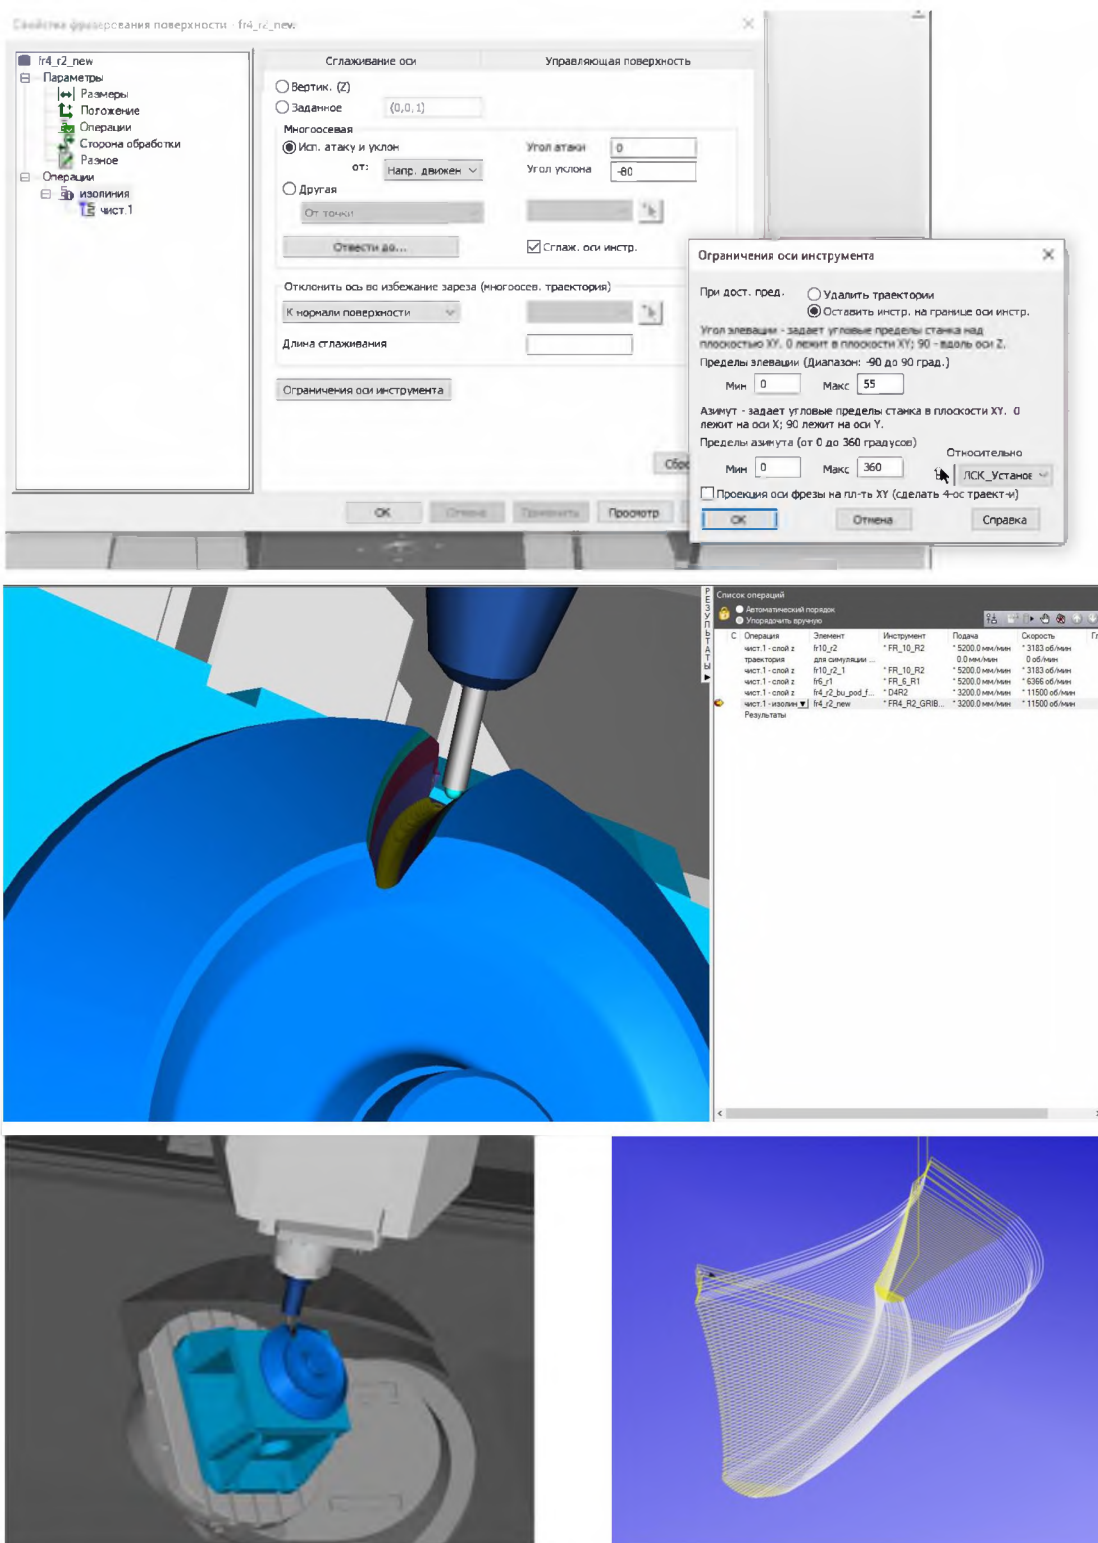 Свойства фрезерования поверхности - fr4_r2_new
fr4_r2_new
Параметры
Размеры
Положение
Операции
Сторона обработки
Разное
Операции
изолиния
чист.1
Сглаживание оси
Управляющая поверхность
Вертик. (Z)
Заданное (0,0,1)
Многоосевая
Исп. атаку и уклон
Угол атаки 0
от: Напр. движен
Угол уклона -80
Другая
От точки
Отвести до...
Сглаж. оси инстр.
Отклонить ось во избежание зареза (многоосев. траектория)
К нормали поверхности
Длина сглаживания
Ограничения оси инструмента
Сбро
OK Отмена Применить Просмотр
Ограничения оси инструмента
При дост. пред. Удалить траектории
Оставить инстр. на границе оси инстр.
Угол элевации - задает угловые пределы станка над
плоскостью XY. 0 лежит в плоскости XY; 90 - вдоль оси Z.
Пределы элевации (Диапазон: -90 до 90 град.)
Мин 0 Макс 55
Азимут - задает угловые пределы станка в плоскости XY. 0
лежит на оси X; 90 лежит на оси Y.
Пределы азимута (от 0 до 360 градусов)
Относительно
Мин 0 Макс 360 ЛСК_Установ
Проекция оси фрезы на пл-ть XY (сделать 4-ос траект-и)
OK Отмена Справка
РЕЗУЛЬТАТЫ
Список операций
Автоматический порядок
Упорядочить вручную
С Операция Элемент Инструмент Подача Скорость Гл
чист.1 - слой z fr10_r2 * FR_10_R2 * 5200.0 мм/мин * 3183 об/мин
траектория для симуляции ... 0.0 мм/мин 0 об/мин
чист.1 - слой z fr10_r2_1 * FR_10_R2 * 5200.0 мм/мин * 3183 об/мин
чист.1 - слой z fr6_r1 * FR_6_R1 * 5200.0 мм/мин * 6366 об/мин
чист.1 - слой z fr4_r2_bu_pod_f... * D4R2 * 3200.0 мм/мин * 11500 об/мин
чист.1 - изолин fr4_r2_new * FR4_R2_GRIB... * 3200.0 мм/мин * 11500 об/мин
Результаты